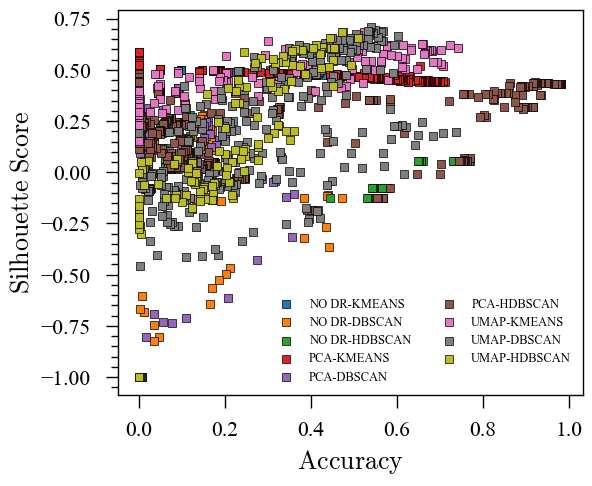 0.75
0.50
0.25
0.00
−0.25
−0.50
−0.75
−1.00
Silhouette Score
NO DR-KMEANS
NO DR-DBSCAN
NO DR-HDBSCAN
PCA-KMEANS
PCA-DBSCAN
PCA-HDBSCAN
UMAP-KMEANS
UMAP-DBSCAN
UMAP-HDBSCAN
0.0 0.2 0.4 0.6 0.8 1.0
Accuracy